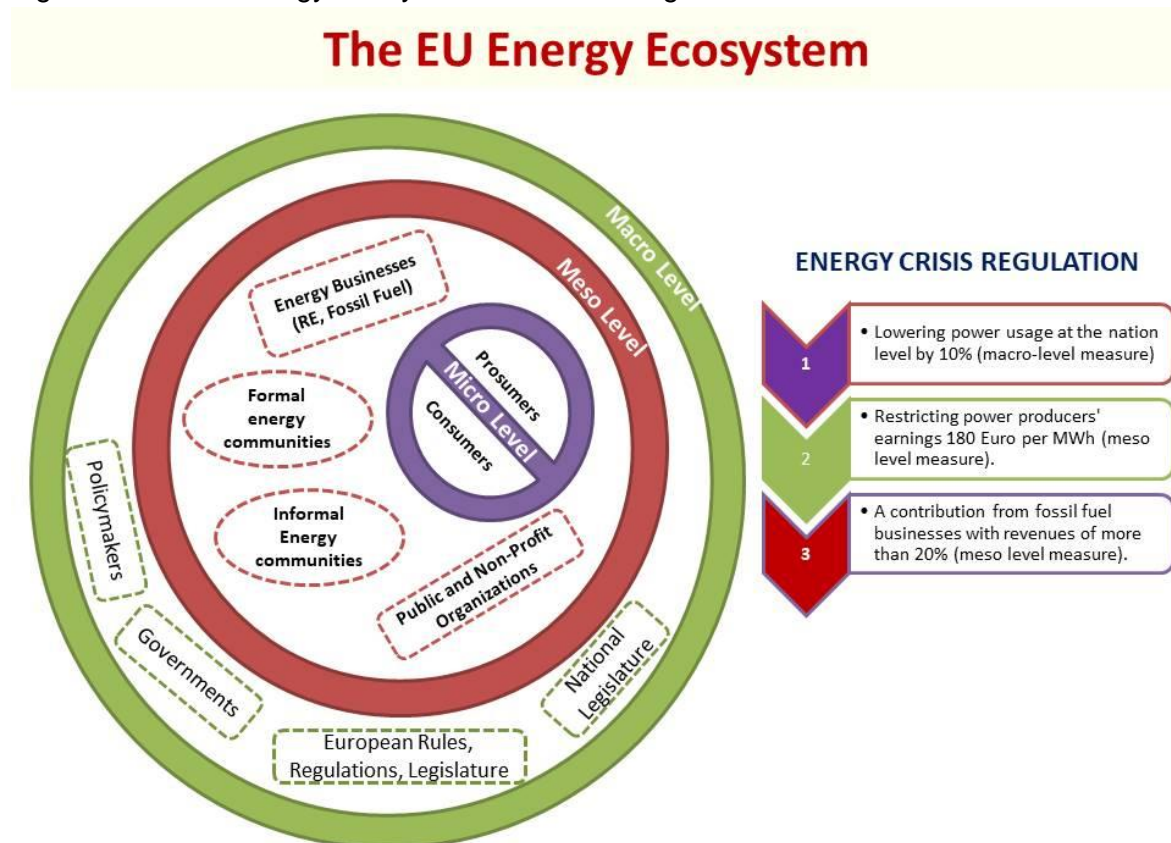 The EU Energy Ecosystem
Macro Level
Meso Level
Energy Businesses
(RE, Fossil Fuel)
Prosumers
Micro Level
Consumers
Formal
energy
communities
Informal
Energy
communities
Public and Non-Profit
Organizations
Policymakers
Governments
European Rules,
Regulations, Legislature
National
Legislature
ENERGY CRISIS REGULATION
1
• Lowering power usage at the nation
level by 10% (macro-level measure)
2
• Restricting power producers'
earnings 180 Euro per MWh (meso
level measure).
3
• A contribution from fossil fuel
businesses with revenues of more
than 20% (meso level measure).